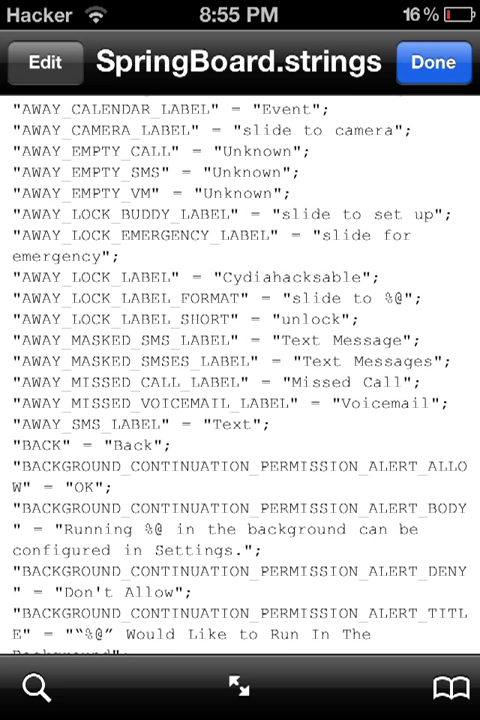 Hacker 8:55 PM 16%
Edit SpringBoard.strings Done
"AWAY_CALENDAR_LABEL" = "Event";
"AWAY_CAMERA_LABEL" = "slide to camera";
"AWAY_EMPTY_CALL" = "Unknown";
"AWAY_EMPTY_SMS" = "Unknown";
"AWAY_EMPTY_VM" = "Unknown";
"AWAY_LOCK_BUDDY_LABEL" = "slide to set up";
"AWAY_LOCK_EMERGENCY_LABEL" = "slide for
emergency";
"AWAY_LOCK_LABEL" = "Cydiahacksable";
"AWAY_LOCK_LABEL_FORMAT" = "slide to %@";
"AWAY_LOCK_LABEL_SHORT" = "unlock";
"AWAY_MASKED_SMS_LABEL" = "Text Message";
"AWAY_MASKED_SMSES_LABEL" = "Text Messages";
"AWAY_MISSED_CALL_LABEL" = "Missed Call";
"AWAY_MISSED_VOICEMAIL_LABEL" = "Voicemail";
"AWAY_SMS_LABEL" = "Text";
"BACK" = "Back";
"BACKGROUND_CONTINUATION_PERMISSION_ALERT_ALLO
W" = "OK";
"BACKGROUND_CONTINUATION_PERMISSION_ALERT_BODY
" = "Running %@ in the background can be
configured in Settings.";
"BACKGROUND_CONTINUATION_PERMISSION_ALERT_DENY
" = "Don't Allow";
"BACKGROUND_CONTINUATION_PERMISSION_ALERT_TITL
E" = "“%@” Would Like to Run In The
Background";